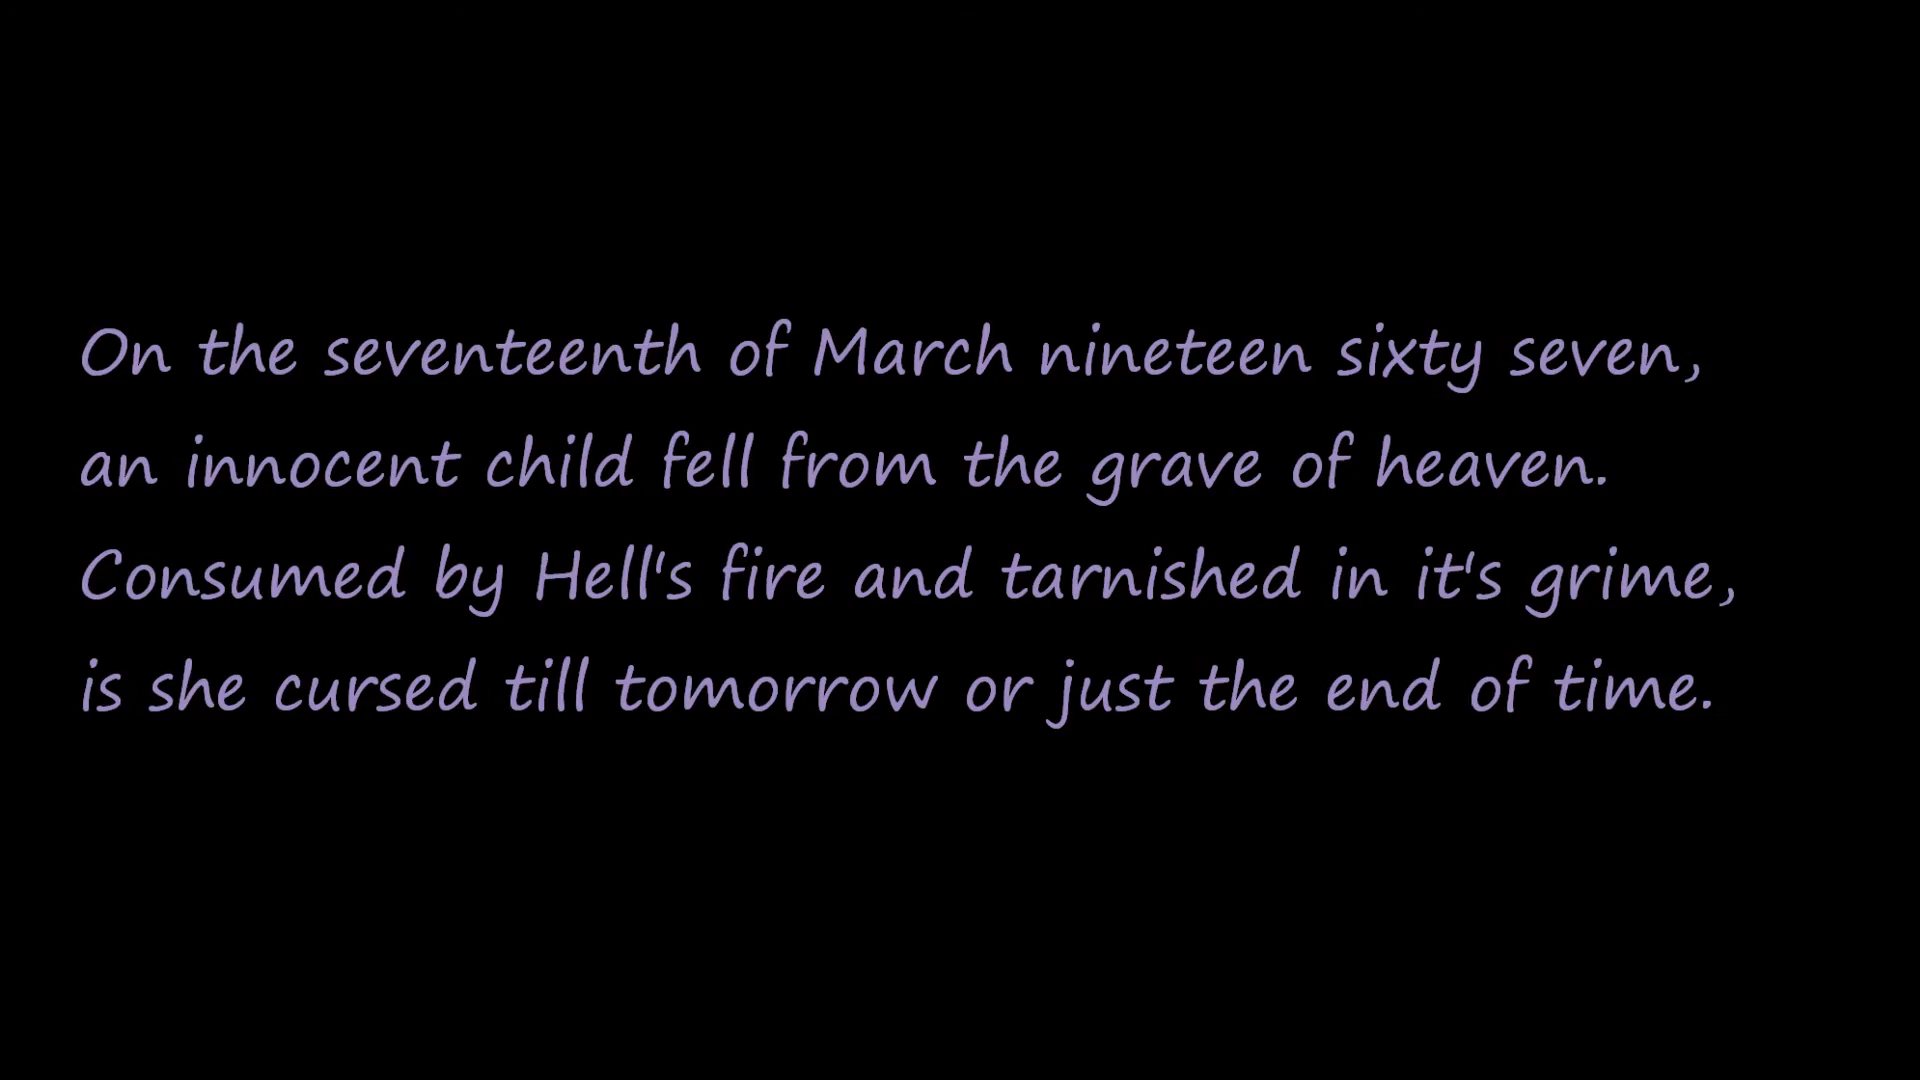 On the seventeenth of March nineteen sixty seven,
an innocent child fell from the grave of heaven.
Consumed by Hell's fire and tarnished in it's grime,
is she cursed till tomorrow or just the end of time.